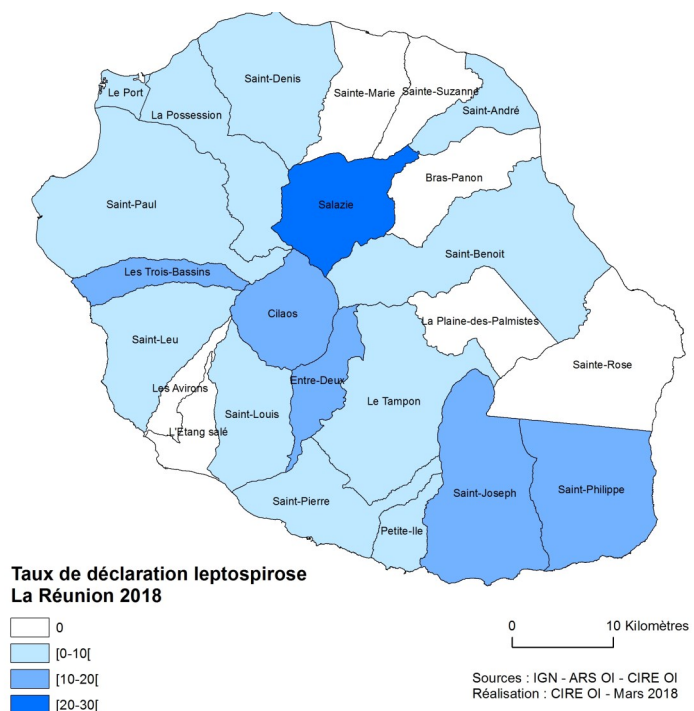 Saint-Denis
Sainte-Marie
Sainte-Suzanne
Le Port
La Possession
Saint-André
Bras-Panon
Saint-Paul
Salazie
Saint-Benoit
Les Trois-Bassins
Cilaos
La Plaine-des-Palmistes
Saint-Leu
Sainte-Rose
Les Avirons
Entre-Deux
Le Tampon
Saint-Louis
L'Etang salé
Saint-Joseph
Saint-Philippe
Saint-Pierre
Petite-Ile
Taux de déclaration leptospirose
La Réunion 2018
0
[0-10[
[10-20[
[20-30[
0 10 Kilomètres
Sources : IGN - ARS OI - CIRE OI
Réalisation : CIRE OI - Mars 2018